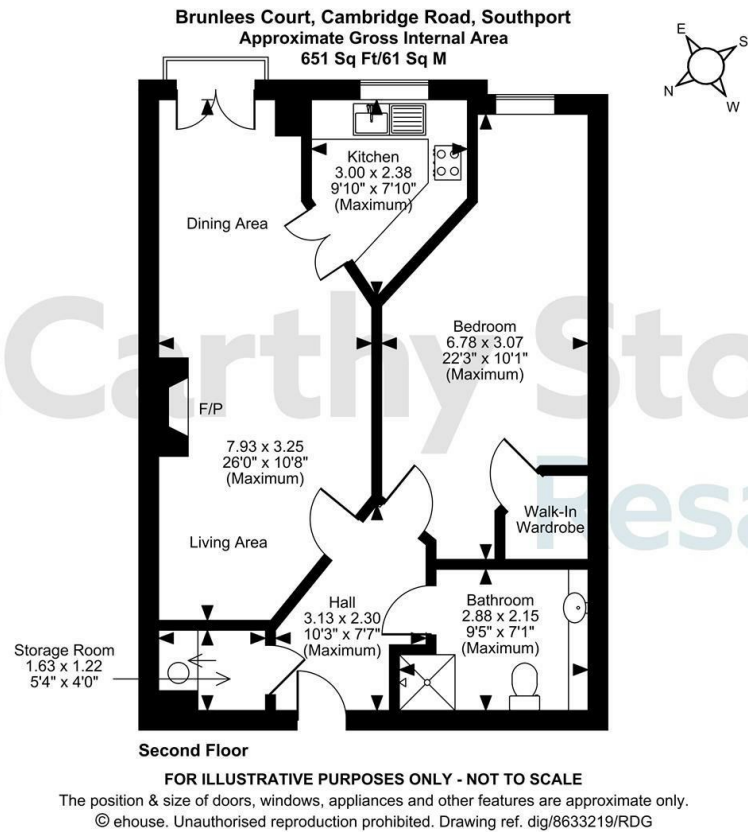 Brunlees Court, Cambridge Road, Southport
Approximate Gross Internal Area
651 Sq Ft/61 Sq M
E
S
N
W
Kitchen
3.00 x 2.38
9'10" x 7'10"
(Maximum)
Dining Area
Bedroom
6.78 x 3.07
22'3" x 10'1"
(Maximum)
F/P
7.93 x 3.25
26'0" x 10'8"
(Maximum)
Walk-In
Wardrobe
Living Area
Hall
3.13 x 2.30
10'3" x 7'7"
(Maximum)
Bathroom
2.88 x 2.15
9'5" x 7'1"
(Maximum)
Storage Room
1.63 x 1.22
5'4" x 4'0"
Carthy Sto
Resa
Second Floor
FOR ILLUSTRATIVE PURPOSES ONLY - NOT TO SCALE
The position & size of doors, windows, appliances and other features are approximate only.
© ehouse. Unauthorised reproduction prohibited. Drawing ref. dig/8633219/RDG